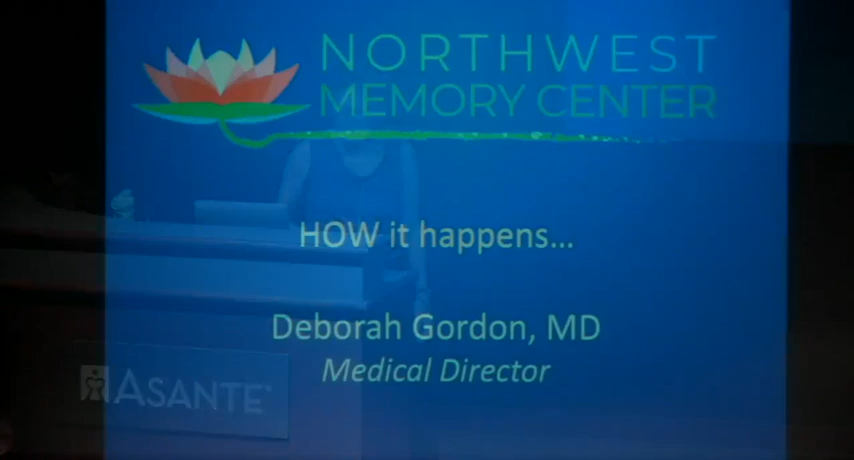 NORTHWEST
MEMORY CENTER
HOW it happens...
Deborah Gordon, MD
Medical Director
ASANTE